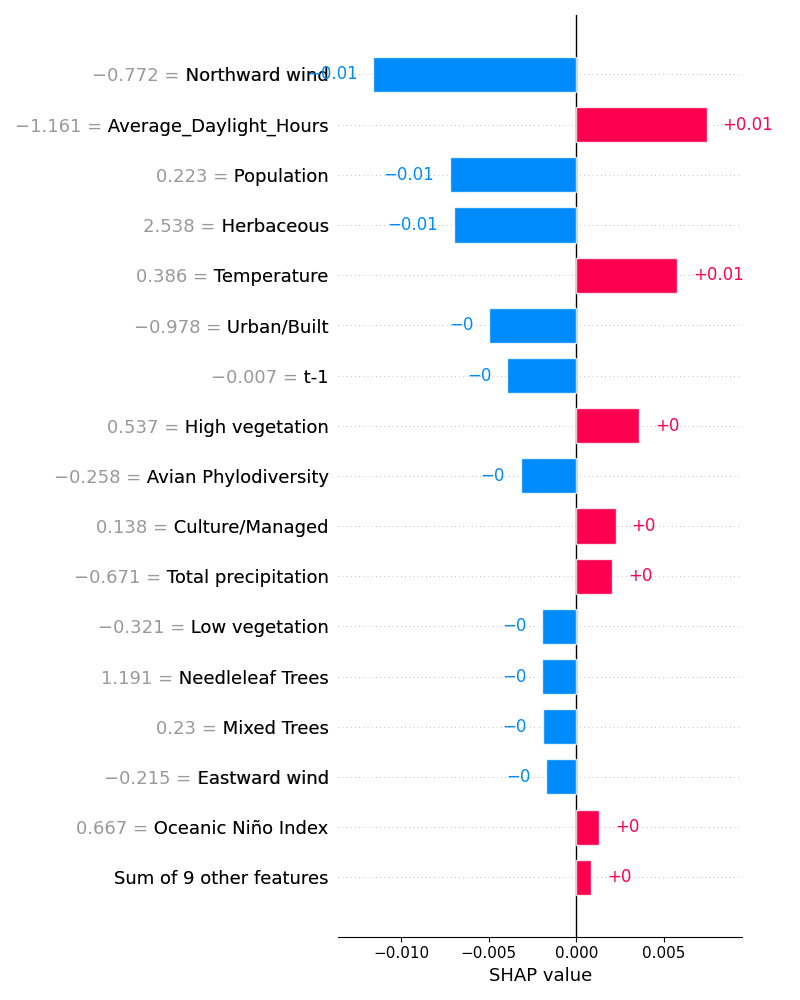 −0.772 = Northward wind −0.01
−1.161 = Average_Daylight_Hours +0.01
0.223 = Population −0.01
2.538 = Herbaceous −0.01
0.386 = Temperature +0.01
−0.978 = Urban/Built −0
−0.007 = t-1 −0
0.537 = High vegetation +0
−0.258 = Avian Phylodiversity −0
0.138 = Culture/Managed +0
−0.671 = Total precipitation +0
−0.321 = Low vegetation −0
1.191 = Needleleaf Trees −0
0.23 = Mixed Trees −0
−0.215 = Eastward wind −0
0.667 = Oceanic Niño Index +0
Sum of 9 other features +0
−0.010 −0.005 0.000 0.005
SHAP value